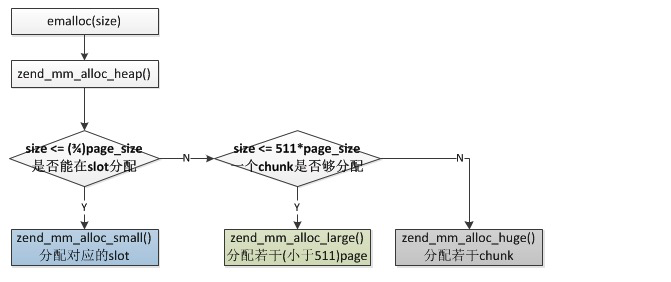 emalloc(size)
zend_mm_alloc_heap()
size <= (¾)page_size
是否能在slot分配
N
size <= 511*page_size
一个chunk是否够分配
N
Y
Y
zend_mm_alloc_small()
分配对应的slot
zend_mm_alloc_large()
分配若干(小于511)page
zend_mm_alloc_huge()
分配若干chunk